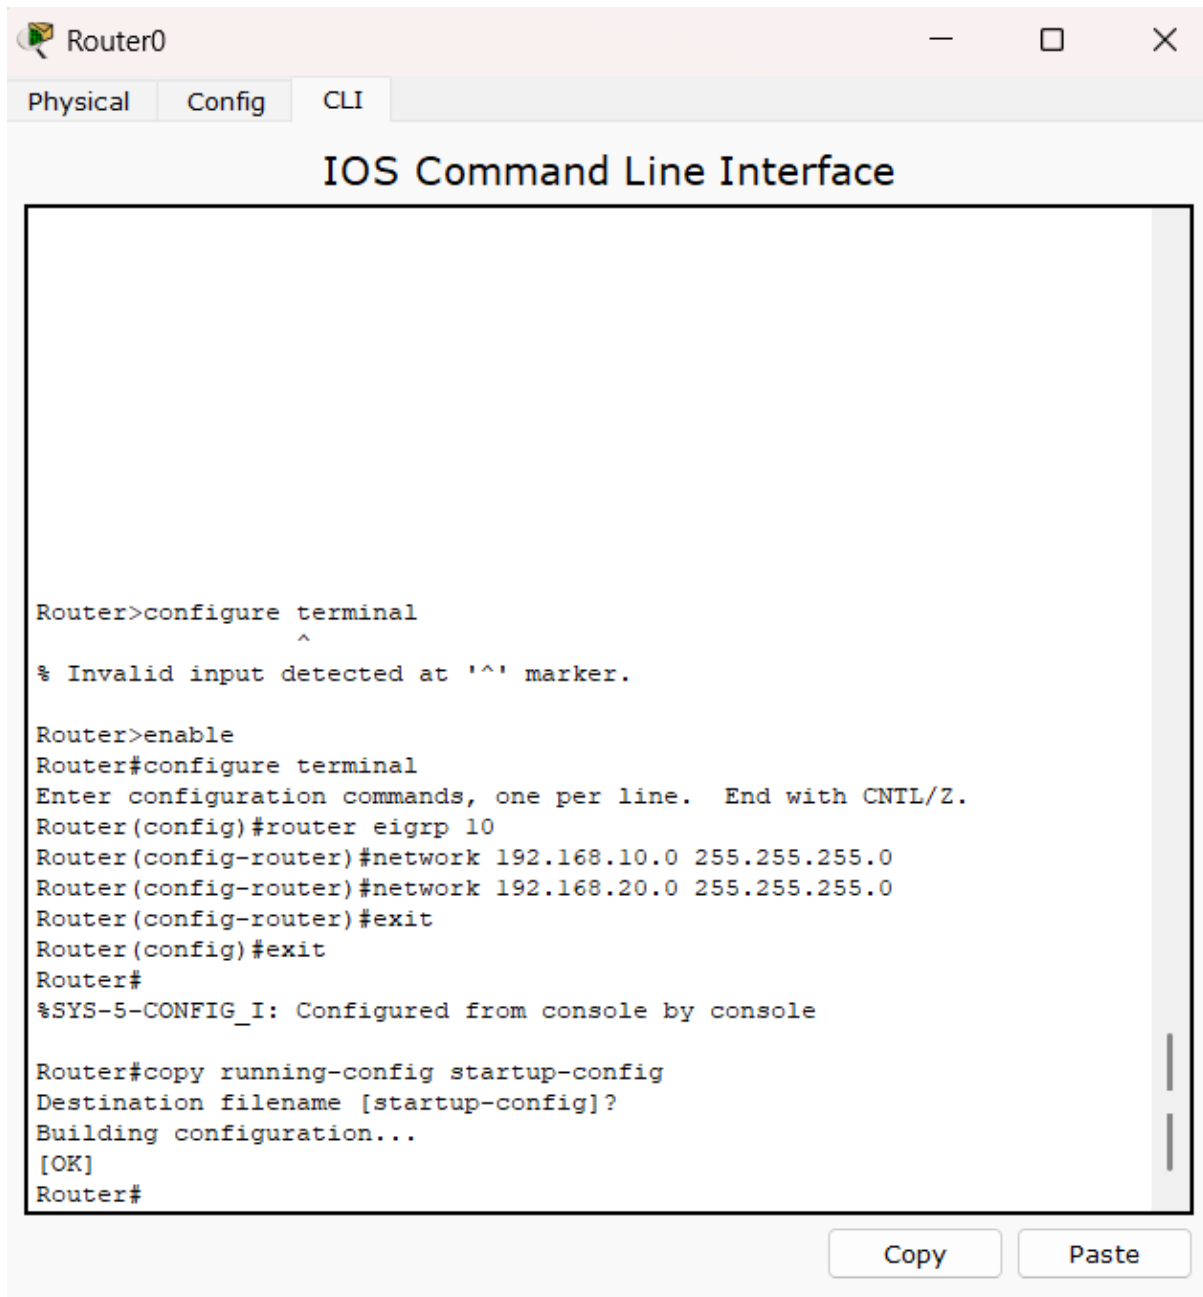 Router0
Physical Config CLI
IOS Command Line Interface
Router>configure terminal
^
% Invalid input detected at '^' marker.
Router>enable
Router#configure terminal
Enter configuration commands, one per line.  End with CNTL/Z.
Router(config)#router eigrp 10
Router(config-router)#network 192.168.10.0 255.255.255.0
Router(config-router)#network 192.168.20.0 255.255.255.0
Router(config-router)#exit
Router(config)#exit
Router#
%SYS-5-CONFIG_I: Configured from console by console
Router#copy running-config startup-config
Destination filename [startup-config]?
Building configuration...
[OK]
Router#
Copy Paste